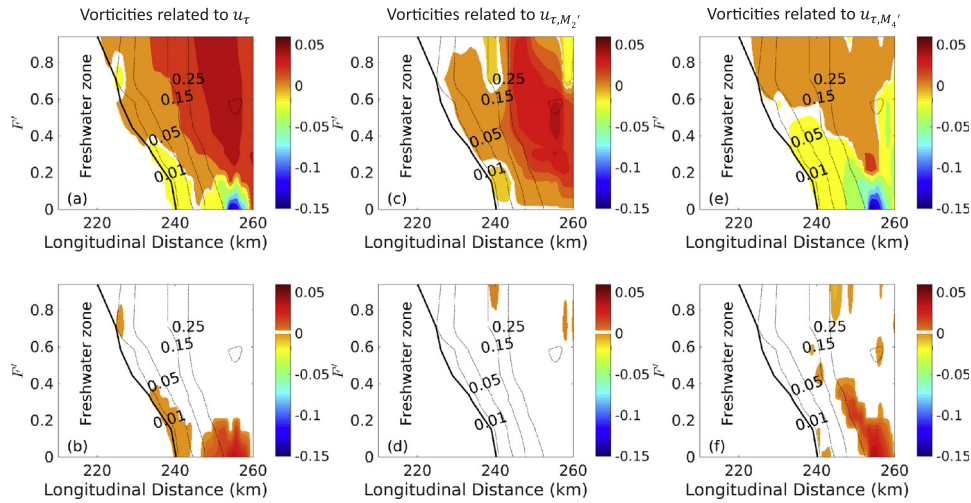 Vorticities related to uτ
Vorticities related to uτ,M2′
Vorticities related to uτ,M4′
0.8
0.6
0.4
0.2
0
F′
Freshwater zone
0.25
0.15
0.05
0.01
(a)
220 240 260
Longitudinal Distance (km)
0.05
0
-0.05
-0.1
-0.15
0.8
0.6
0.4
0.2
0
F′
Freshwater zone
0.25
0.15
0.05
0.01
(c)
220 240 260
Longitudinal Distance (km)
0.05
0
-0.05
-0.1
-0.15
0.8
0.6
0.4
0.2
0
F′
Freshwater zone
0.25
0.15
0.05
0.01
(e)
220 240 260
Longitudinal Distance (km)
0.05
0
-0.05
-0.1
-0.15
0.8
0.6
0.4
0.2
0
F′
Freshwater zone
0.25
0.15
0.05
0.01
(b)
220 240 260
Longitudinal Distance (km)
0.05
0
-0.05
-0.1
-0.15
0.8
0.6
0.4
0.2
0
F′
Freshwater zone
0.25
0.15
0.05
0.01
(d)
220 240 260
Longitudinal Distance (km)
0.05
0
-0.05
-0.1
-0.15
0.8
0.6
0.4
0.2
0
F′
Freshwater zone
0.25
0.15
0.05
0.01
(f)
220 240 260
Longitudinal Distance (km)
0.05
0
-0.05
-0.1
-0.15